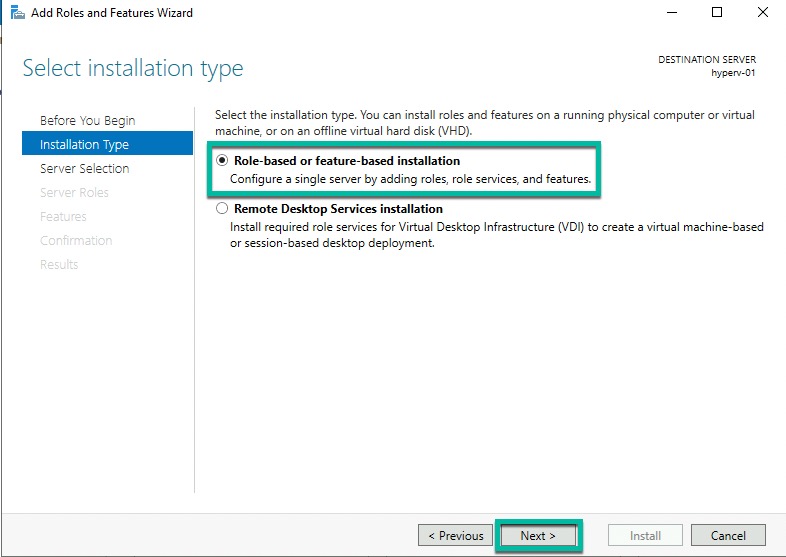 Add Roles and Features Wizard
Select installation type
DESTINATION SERVER
hyperv-01
Before You Begin
Installation Type
Server Selection
Server Roles
Features
Confirmation
Results
Select the installation type. You can install roles and features on a running physical computer or virtual
machine, or on an offline virtual hard disk (VHD).
Role-based or feature-based installation
Configure a single server by adding roles, role services, and features.
Remote Desktop Services installation
Install required role services for Virtual Desktop Infrastructure (VDI) to create a virtual machine-based
or session-based desktop deployment.
< Previous
Next >
Install
Cancel